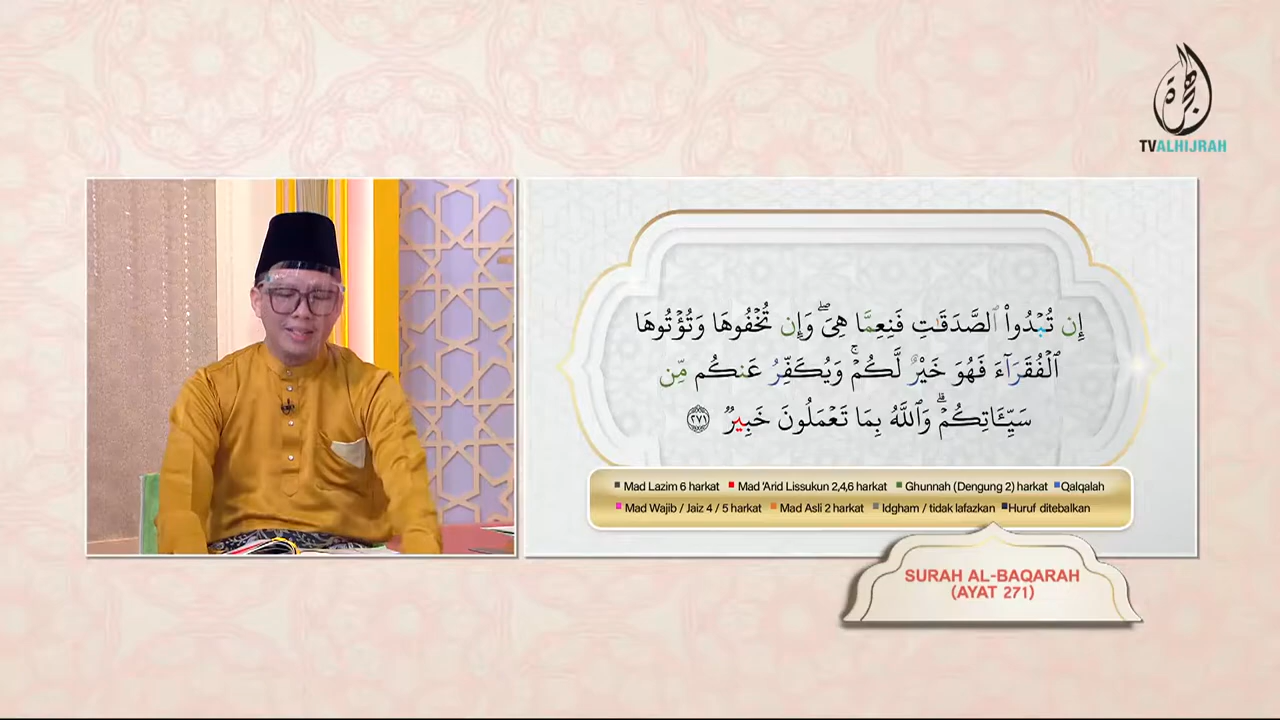 الهجرة
TVALHIJRAH
إِن تُبْدُوا۟ ٱلصَّدَقَٰتِ فَنِعِمَّا هِىَ ۖ وَإِن تُخْفُوهَا وَتُؤْتُوهَا
ٱلْفُقَرَآءَ فَهُوَ خَيْرٌ لَّكُمْ ۚ وَيُكَفِّرُ عَنكُم مِّن
سَيِّـَٔاتِكُمْ ۗ وَٱللَّهُ بِمَا تَعْمَلُونَ خَبِيرٌ ٢٧١
Mad Lazim 6 harkat Mad 'Arid Lissukun 2,4,6 harkat Ghunnah (Dengung 2) harkat Qalqalah
Mad Wajib / Jaiz 4 / 5 harkat Mad Asli 2 harkat Idgham / tidak lafazkan Huruf ditebalkan
SURAH AL-BAQARAH
(AYAT 271)